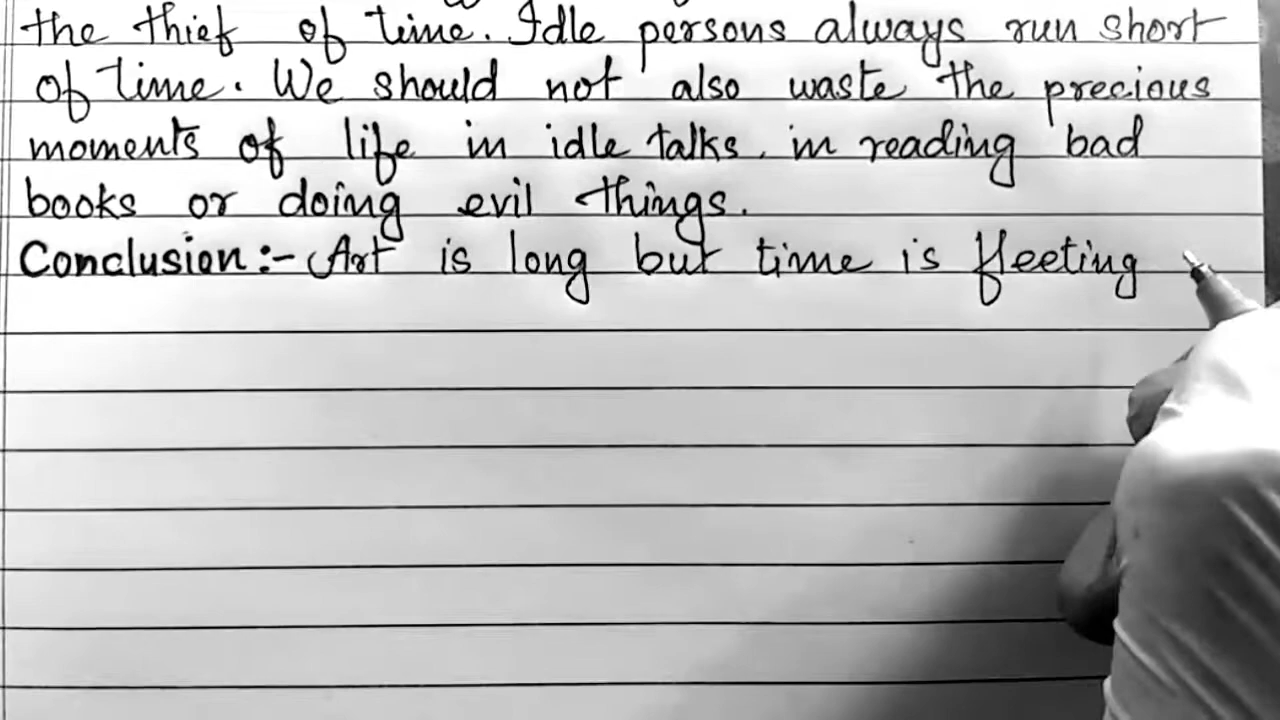 the thief of time. Idle persons always run short
of time. We should not also waste the precious
moments of life in idle talks, in reading bad
books or doing evil things.
Conclusion:- Art is long but time is fleeting